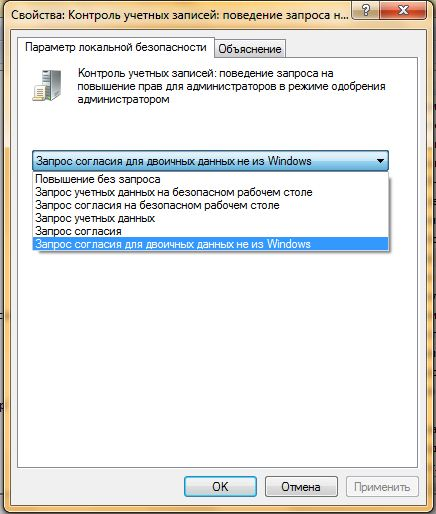 Свойства: Контроль учетных записей: поведение запроса н...
Параметр локальной безопасности
Объяснение
Контроль учетных записей: поведение запроса на
повышение прав для администраторов в режиме одобрения
администратором
Запрос согласия для двоичных данных не из Windows
Повышение без запроса
Запрос учетных данных на безопасном рабочем столе
Запрос согласия на безопасном рабочем столе
Запрос учетных данных
Запрос согласия
Запрос согласия для двоичных данных не из Windows
OK
Отмена
Применить